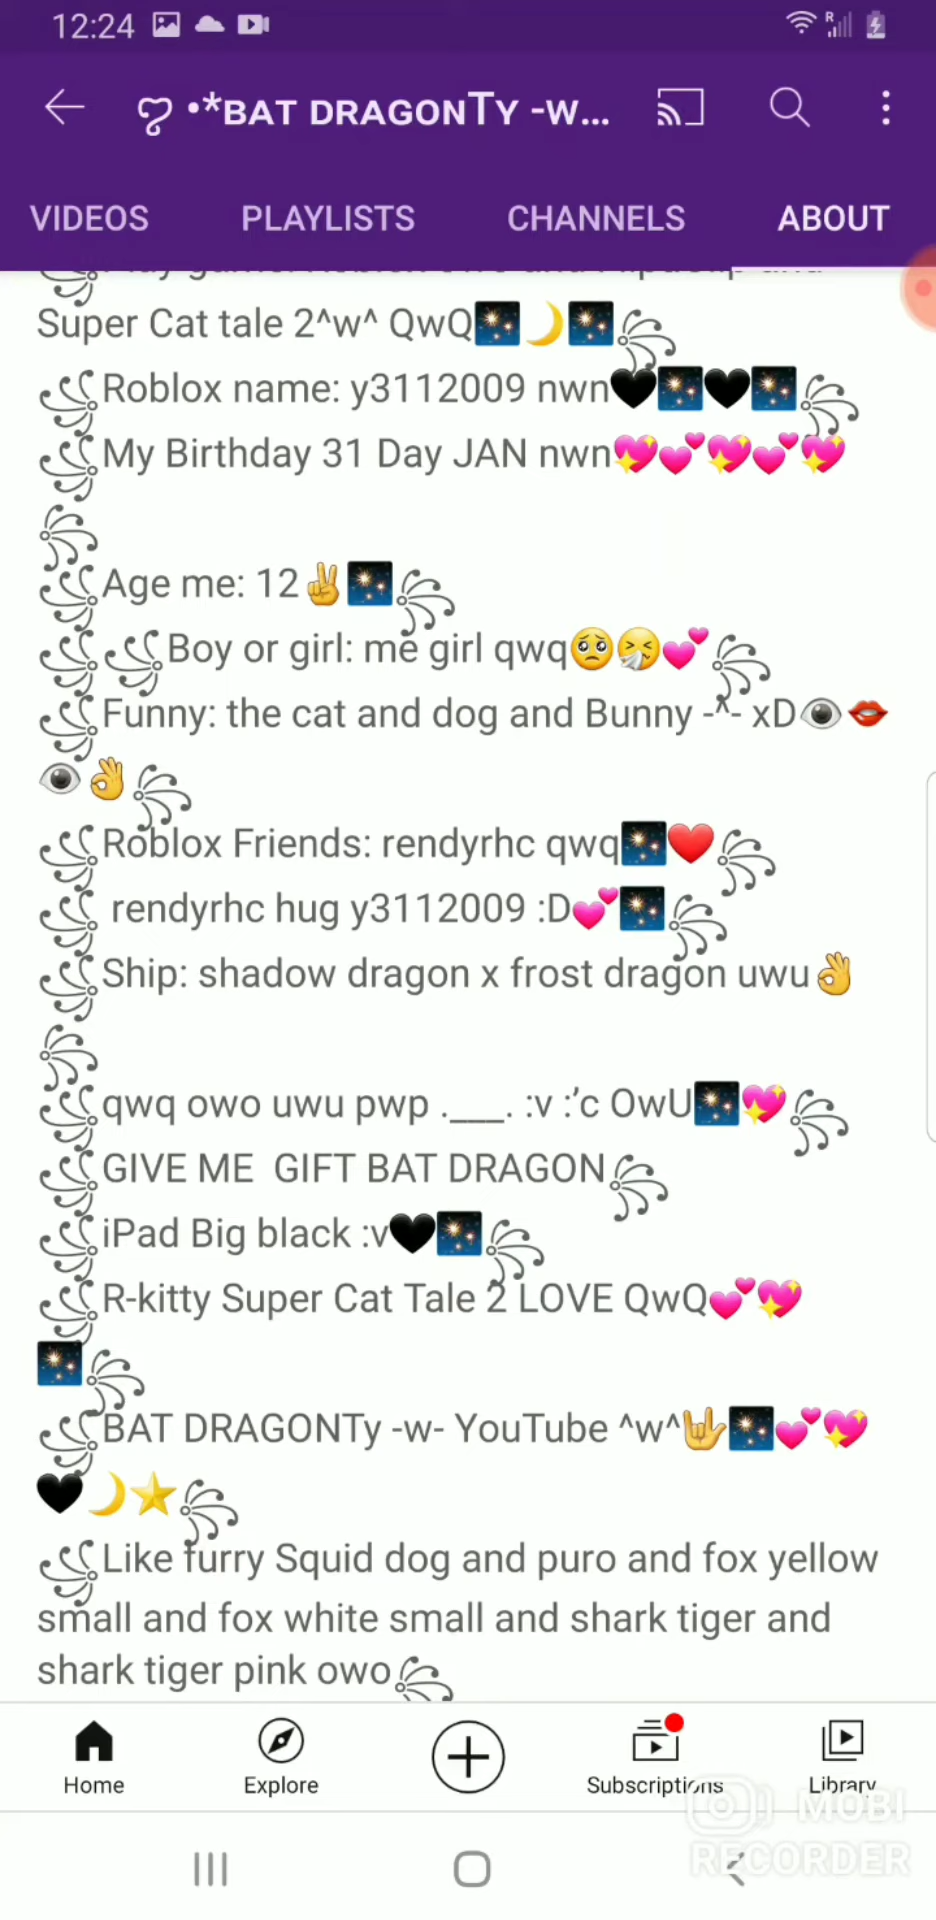 12:24
ღ •*BAT DRAGONTy -w...
VIDEOS PLAYLISTS CHANNELS ABOUT
Super Cat tale 2^w^ QwQ🎇🌙🎇꧂
꧁Roblox name: y3112009 nwn🖤🎇🖤🎇꧂
꧁My Birthday 31 Day JAN nwn💖💕💖💕💖
꧂
꧁Age me: 12✌🎇꧂
꧁꧁Boy or girl: me girl qwq🥺🤧💕꧂
꧁Funny: the cat and dog and Bunny -^- xD👁👄
👁👌꧂
꧁Roblox Friends: rendyrhc qwq🎇❤꧂
꧁ rendyrhc hug y3112009 :D💕🎇꧂
꧁Ship: shadow dragon x frost dragon uwu👌
꧂
꧁qwq owo uwu pwp .___. :v :’c OwU🎇💖꧂
꧁GIVE ME  GIFT BAT DRAGON꧂
꧁iPad Big black :v🖤🎇꧂
꧁R-kitty Super Cat Tale 2 LOVE QwQ💕💖
🎇꧂
꧁BAT DRAGONTy -w- YouTube ^w^🤟🎇💕💖
🖤🌙⭐꧂
꧁Like furry Squid dog and puro and fox yellow
small and fox white small and shark tiger and
shark tiger pink owo꧂
Home Explore Subscriptions Library
MOBI
RECORDER